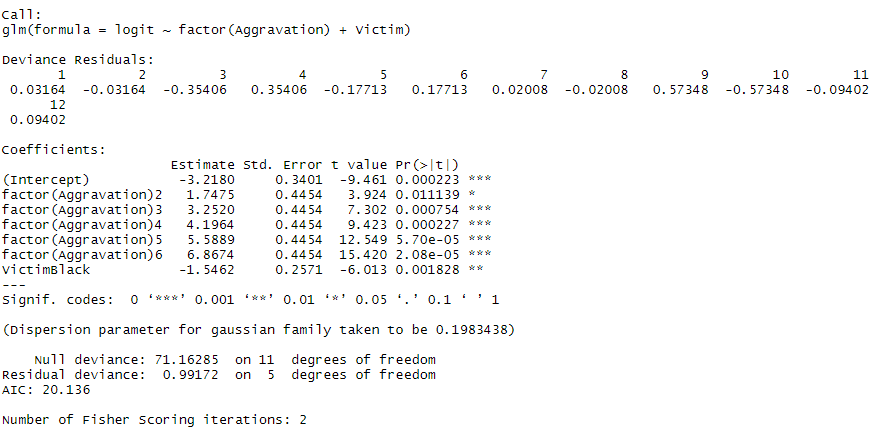 Call:
glm(formula = logit ~ factor(Aggravation) + Victim)
Deviance Residuals:
1 2 3 4 5 6 7 8 9 10 11
0.03164 -0.03164 -0.35406 0.35406 -0.17713 0.17713 0.02008 -0.02008 0.57348 -0.57348 -0.09402
12
0.09402
Coefficients:
Estimate Std. Error t value Pr(>|t|)
(Intercept) -3.2180 0.3401 -9.461 0.000223 ***
factor(Aggravation)2 1.7475 0.4454 3.924 0.011139 *
factor(Aggravation)3 3.2520 0.4454 7.302 0.000754 ***
factor(Aggravation)4 4.1964 0.4454 9.423 0.000227 ***
factor(Aggravation)5 5.5889 0.4454 12.549 5.70e-05 ***
factor(Aggravation)6 6.8674 0.4454 15.420 2.08e-05 ***
VictimBlack -1.5462 0.2571 -6.013 0.001828 **
---
Signif. codes: 0 ‘***’ 0.001 ‘**’ 0.01 ‘*’ 0.05 ‘.’ 0.1 ‘ ’ 1
(Dispersion parameter for gaussian family taken to be 0.1983438)
Null deviance: 71.16285 on 11 degrees of freedom
Residual deviance: 0.99172 on 5 degrees of freedom
AIC: 20.136
Number of Fisher Scoring iterations: 2